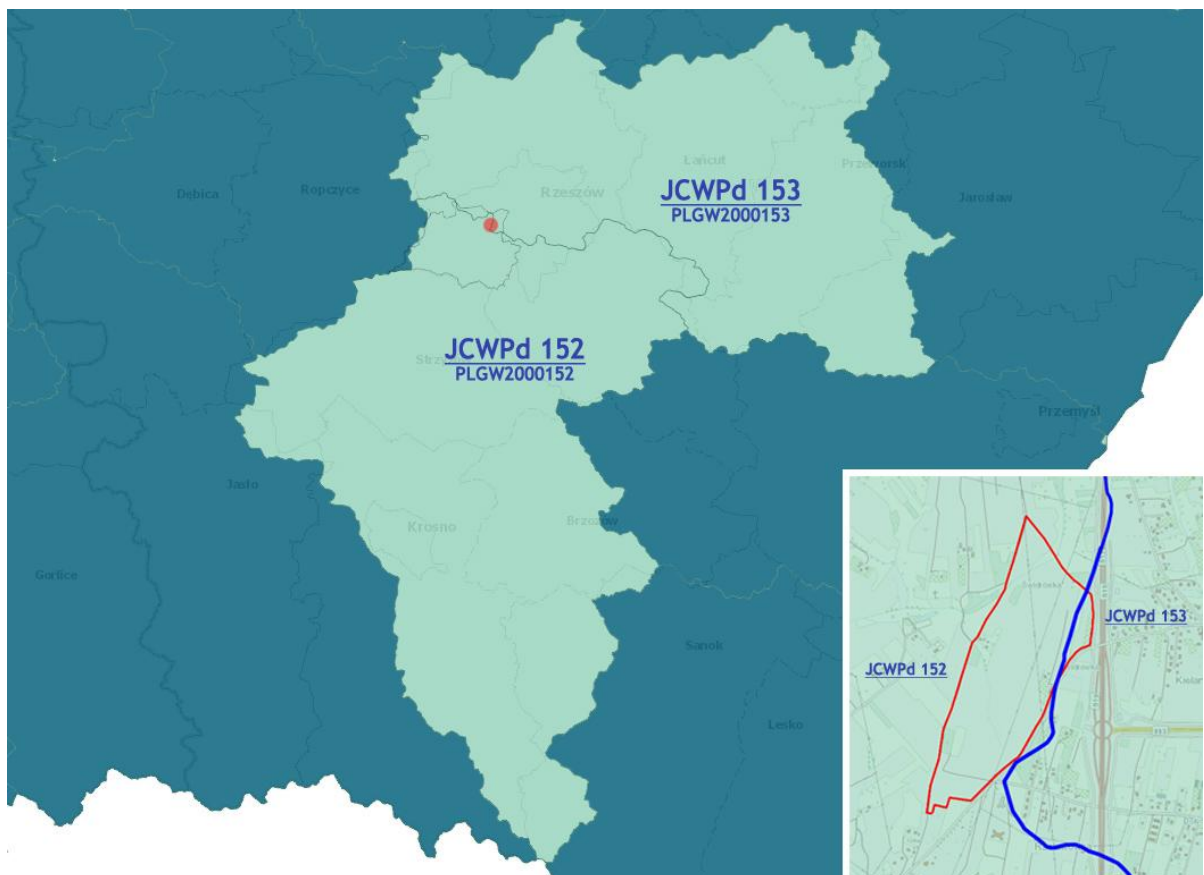 Dębica
Ropczyce
Rzeszów
Łańcut
Przeworsk
Jarosław
JCWPd 153
PLGW2000153
JCWPd 152
PLGW2000152
Przemyśl
Jasło
Krosno
Brzozów
Gorlice
Sanok
Lesko
JCWPd 153
JCWPd 152